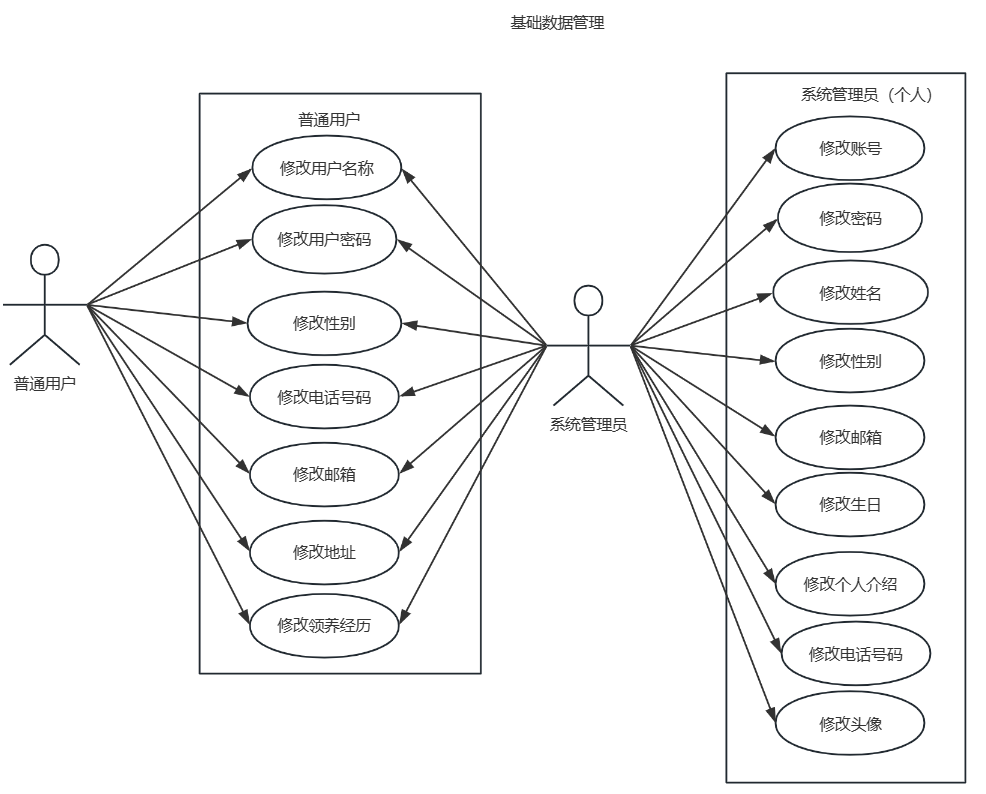 基础数据管理
普通用户
修改用户名称
修改用户密码
修改性别
修改电话号码
修改邮箱
修改地址
修改领养经历
普通用户
系统管理员
系统管理员（个人）
修改账号
修改密码
修改姓名
修改性别
修改邮箱
修改生日
修改个人介绍
修改电话号码
修改头像